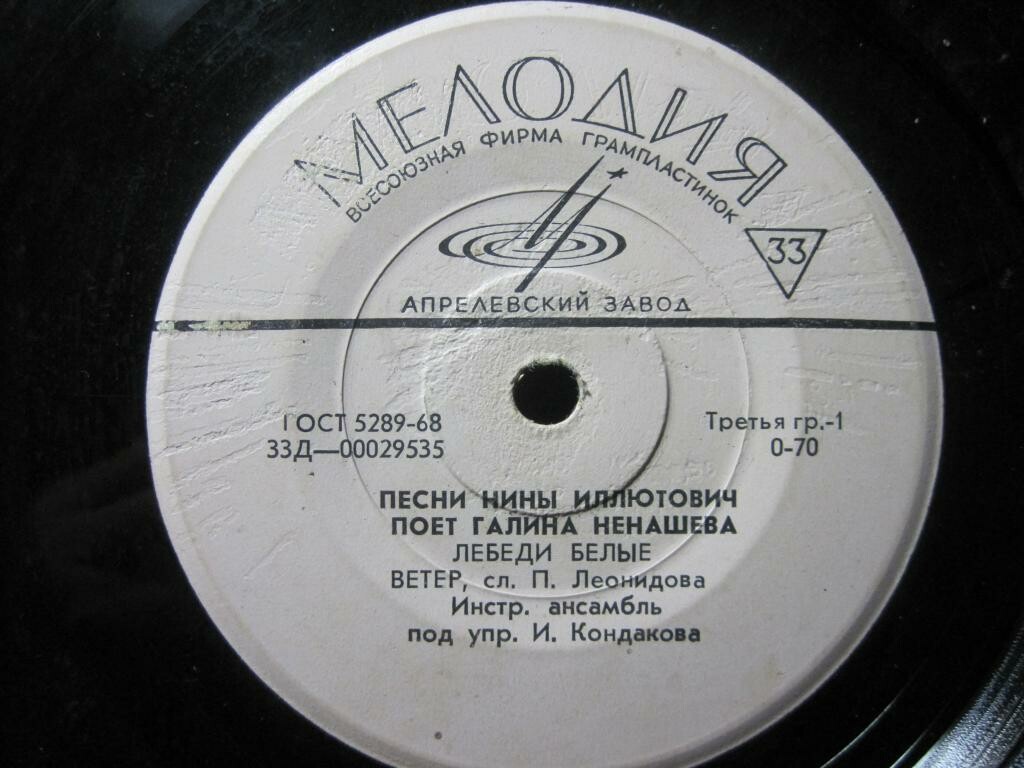 МЕЛОДИЯ
ВСЕСОЮЗНАЯ ФИРМА ГРАМПЛАСТИНОК
33
АПРЕЛЕВСКИЙ ЗАВОД
ГОСТ 5289-68
Третья гр.-1
33Д—00029535
0-70
ПЕСНИ НИНЫ ИЛЛЮТОВИЧ
ПОЕТ ГАЛИНА НЕНАШЕВА
ЛЕБЕДИ БЕЛЫЕ
ВЕТЕР, сл. П. Леонидова
Инстр. ансамбль
под упр. И. Кондакова